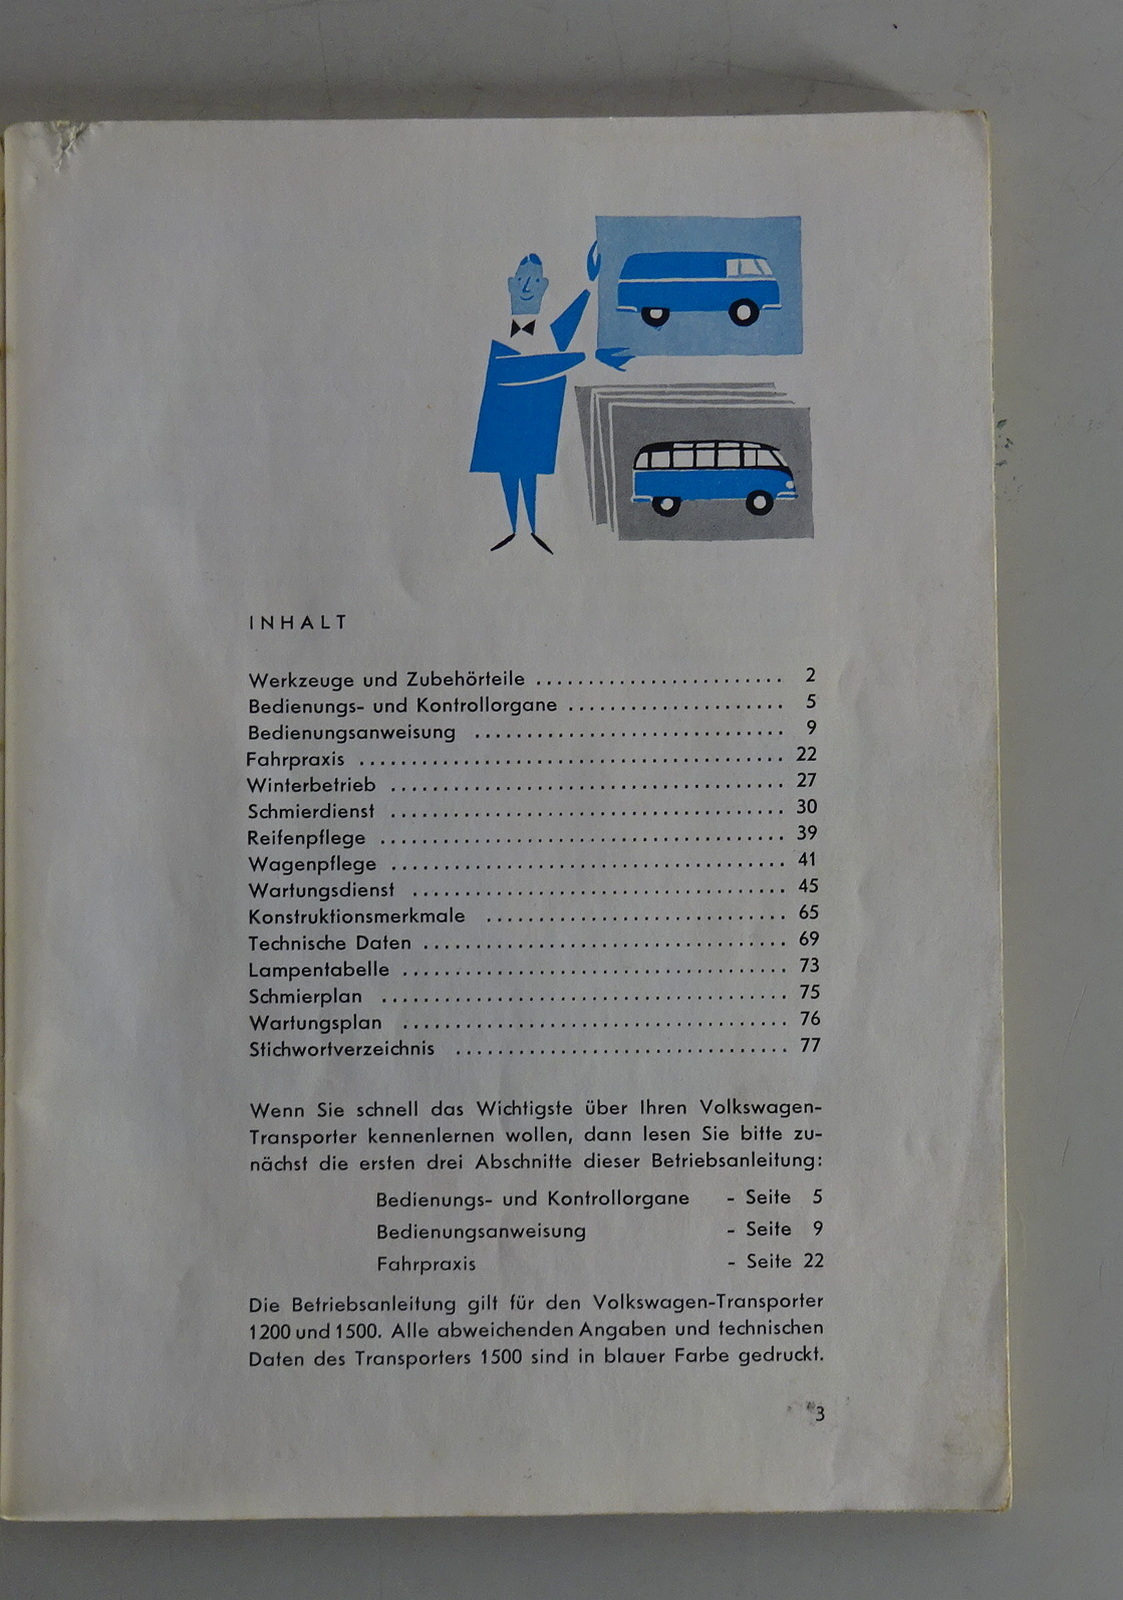 INHALT
Werkzeuge und Zubehörteile ........................ 2
Bedienungs- und Kontrollorgane ..................... 5
Bedienungsanweisung .............................. 9
Fahrpraxis ......................................... 22
Winterbetrieb ...................................... 27
Schmierdienst ...................................... 30
Reifenpflege ....................................... 39
Wagenpflege ...................................... 41
Wartungsdienst .................................... 45
Konstruktionsmerkmale ............................. 65
Technische Daten ................................... 69
Lampentabelle ..................................... 73
Schmierplan ....................................... 75
Wartungsplan ..................................... 76
Stichwortverzeichnis ................................ 77
Wenn Sie schnell das Wichtigste über Ihren Volkswagen-
Transporter kennenlernen wollen, dann lesen Sie bitte zu-
nächst die ersten drei Abschnitte dieser Betriebsanleitung:
Bedienungs- und Kontrollorgane - Seite 5
Bedienungsanweisung - Seite 9
Fahrpraxis - Seite 22
Die Betriebsanleitung gilt für den Volkswagen-Transporter
1200 und 1500. Alle abweichenden Angaben und technischen
Daten des Transporters 1500 sind in blauer Farbe gedruckt.
3